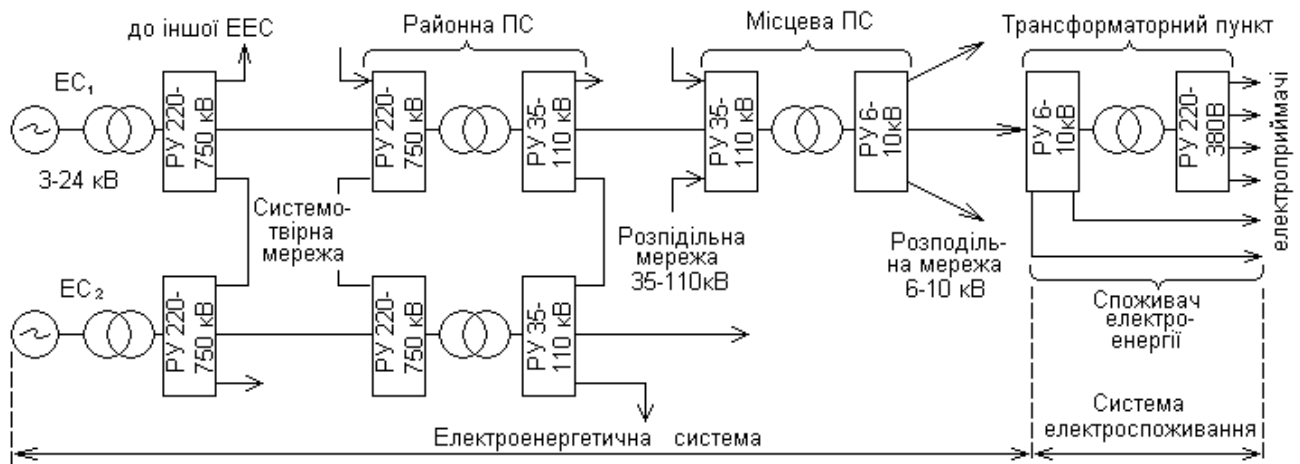 до іншої ЕЕС
Районна ПС
Місцева ПС
Трансформаторний пункт
ЕС1
3-24 кВ
РУ 220-
750 кВ
РУ 220-
750 кВ
РУ 35-
110 кВ
РУ 35-
110 кВ
РУ 6-
10кВ
РУ 6-
10кВ
РУ 220-
380В
електроприймачі
Системо-
твірна
мережа
Розпідільна
мережа
35-110кВ
Розподіль-
на мережа
6-10 кВ
Споживач
електро-
енергії
ЕС2
РУ 220-
750 кВ
РУ 220-
750 кВ
РУ 35-
110 кВ
Електроенергетична система
Система
електроспоживання